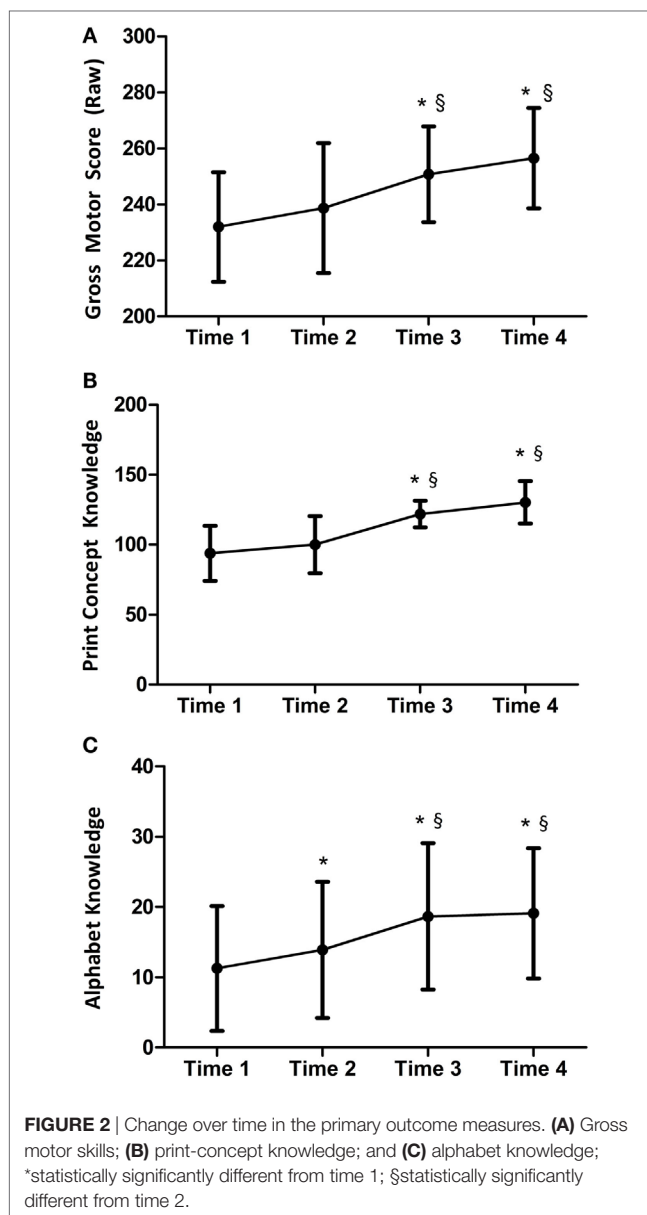 A
300
* §
* §
280
260
240
220
200
Gross Motor Score (Raw)
Time 1 Time 2 Time 3 Time 4
B
200
* §
* §
150
100
50
0
Print Concept Knowledge
Time 1 Time 2 Time 3 Time 4
C
40
* §
* §
30
*
20
10
0
Alphabet Knowledge
Time 1 Time 2 Time 3 Time 4
FIGURE 2 | Change over time in the primary outcome measures. (A) Gross
motor skills; (B) print-concept knowledge; and (C) alphabet knowledge;
*statistically significantly different from time 1; §statistically significantly
different from time 2.